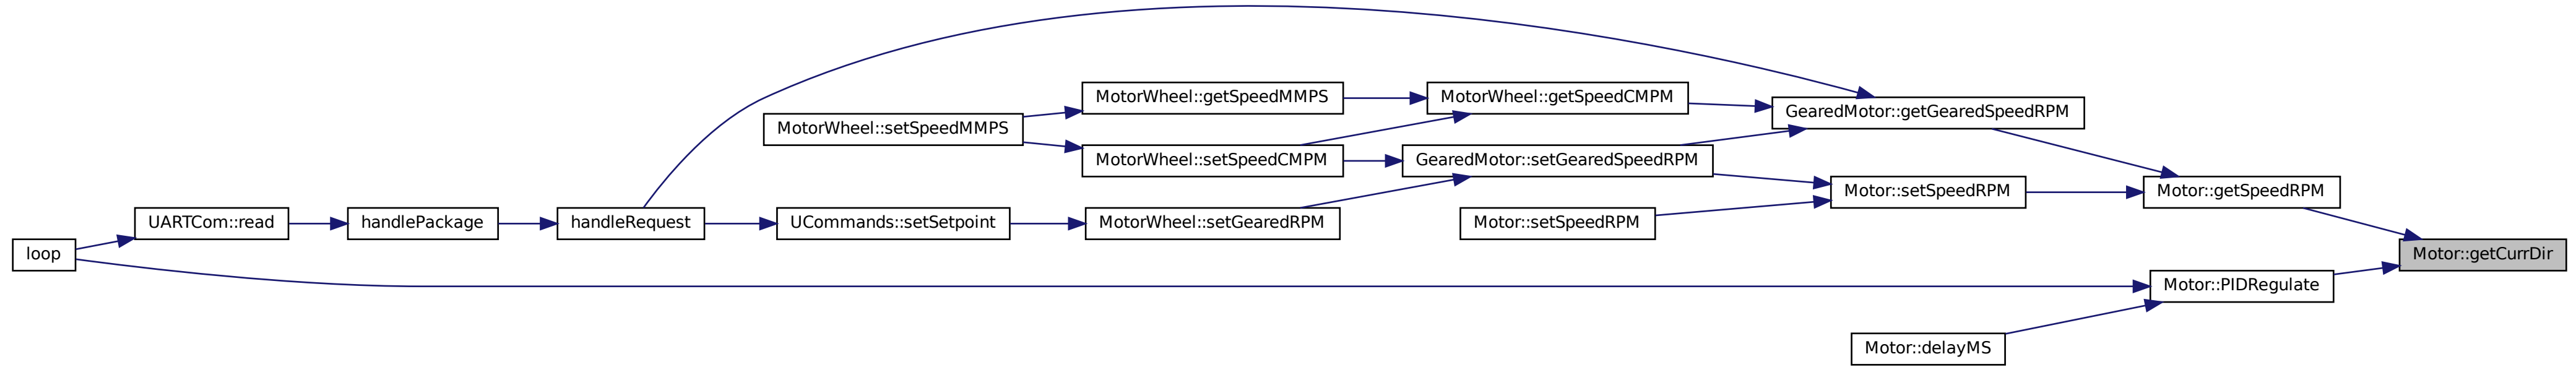 MotorWheel::getSpeedMMPS
MotorWheel::getSpeedCMPM
GearedMotor::getGearedSpeedRPM
MotorWheel::setSpeedMMPS
MotorWheel::setSpeedCMPM
GearedMotor::setGearedSpeedRPM
Motor::setSpeedRPM
Motor::getSpeedRPM
UARTCom::read
handlePackage
handleRequest
UCommands::setSetpoint
MotorWheel::setGearedRPM
Motor::setSpeedRPM
loop
Motor::getCurrDir
Motor::PIDRegulate
Motor::delayMS